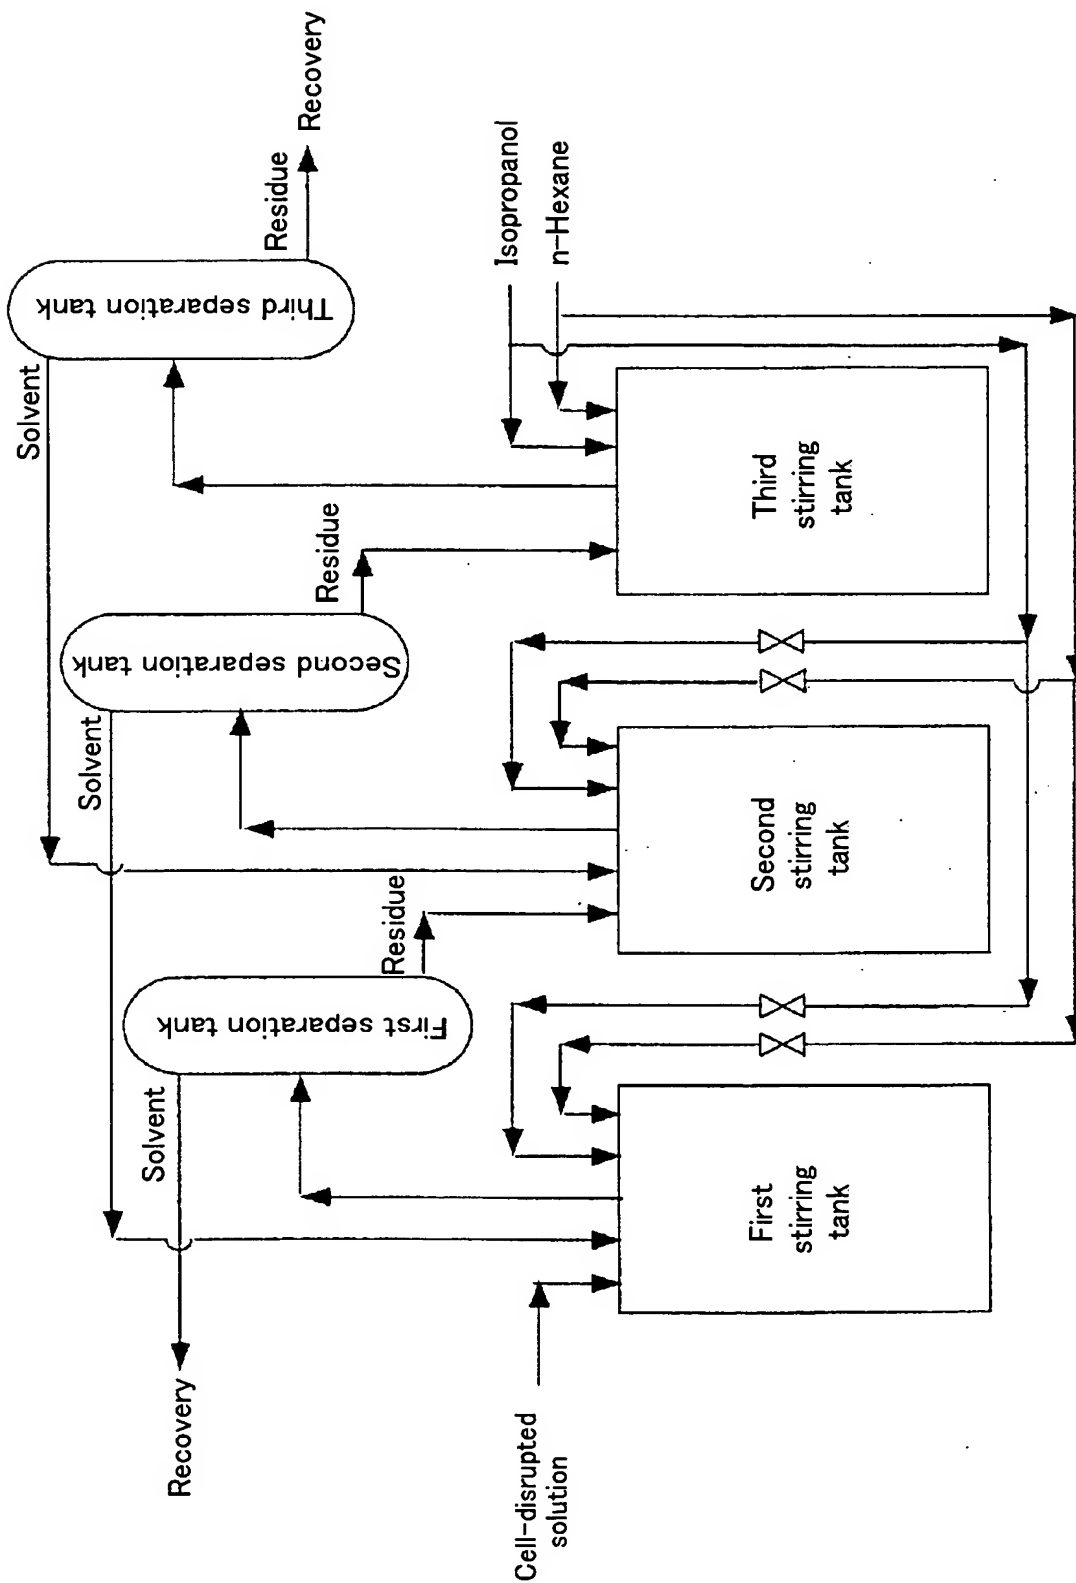 Solvent
Third separation tank
Residue
Recovery
Solvent
Second separation tank
Residue
Solvent
First separation tank
Residue
Recovery
Isopropanol
n-Hexane
Cell-disrupted
solution
First
stirring
tank
Second
stirring
tank
Third
stirring
tank